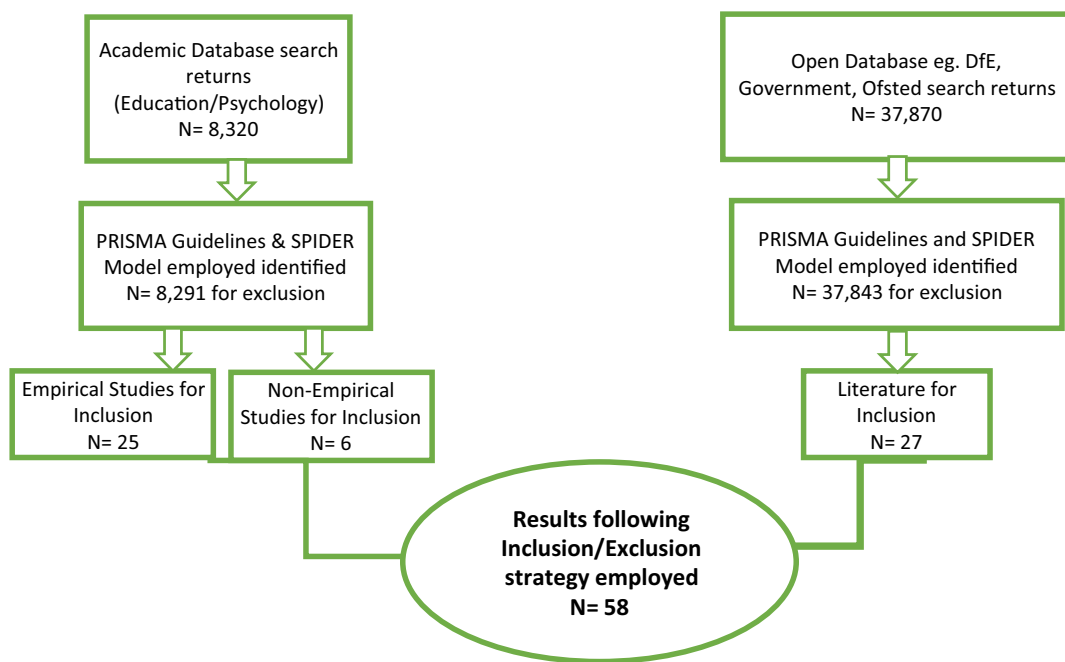 Academic Database search
returns
(Education/Psychology)
N= 8,320
Open Database eg. DfE,
Government, Ofsted search returns
N= 37,870
PRISMA Guidelines & SPIDER
Model employed identified
N= 8,291 for exclusion
PRISMA Guidelines and SPIDER
Model employed identified
N= 37,843 for exclusion
Empirical Studies for
Inclusion
N= 25
Non-Empirical
Studies for Inclusion
N= 6
Literature for
Inclusion
N= 27
Results following
Inclusion/Exclusion
strategy employed
N= 58